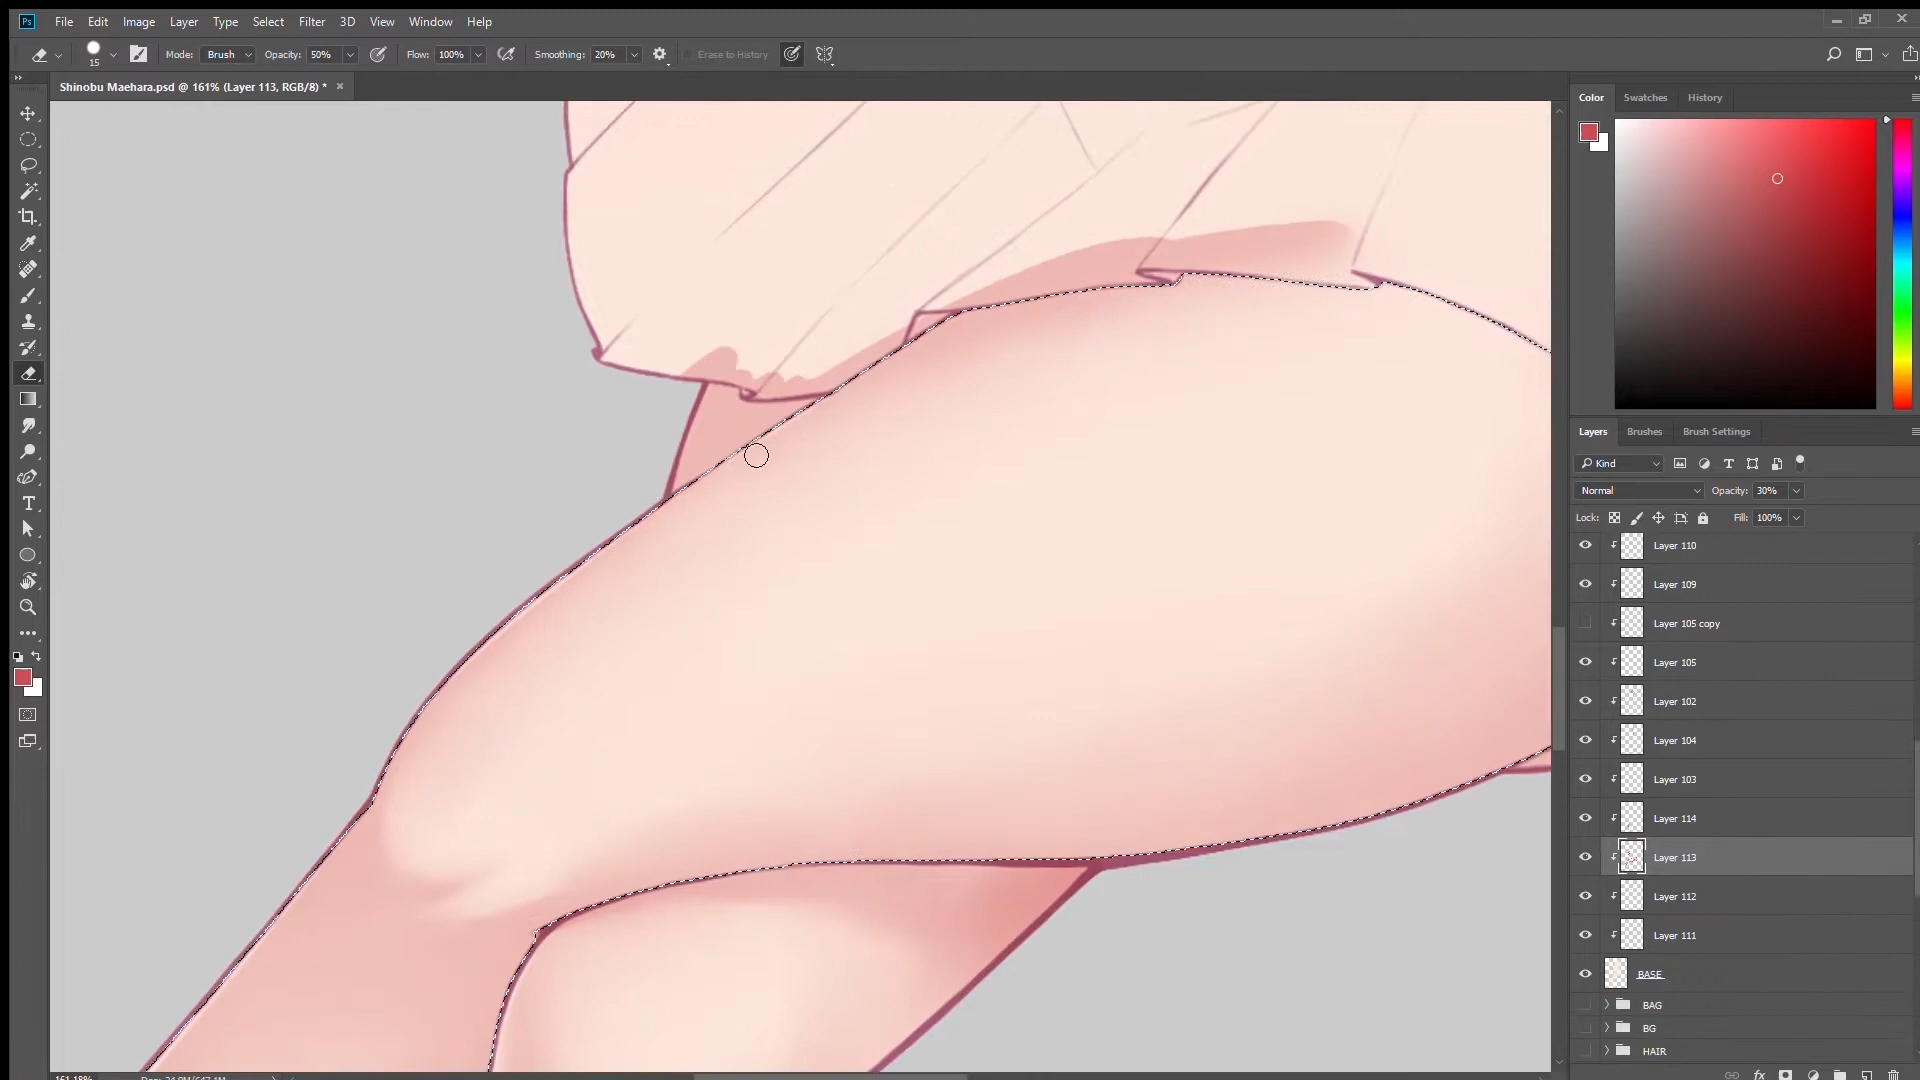 Ps File Edit Image Layer Type Select Filter 3D View Window Help
15 Mode: Brush Opacity: 50% Flow: 100% Smoothing: 20% Erase to History
Shinobu Maehara.psd @ 161% (Layer 113, RGB/8) *
Color Swatches History
Layers Brushes Brush Settings
Kind
Normal Opacity: 30%
Lock: Fill: 100%
Layer 110
Layer 109
Layer 105 copy
Layer 105
Layer 102
Layer 104
Layer 103
Layer 114
Layer 113
Layer 112
Layer 111
BASE
BAG
BG
HAIR
fx